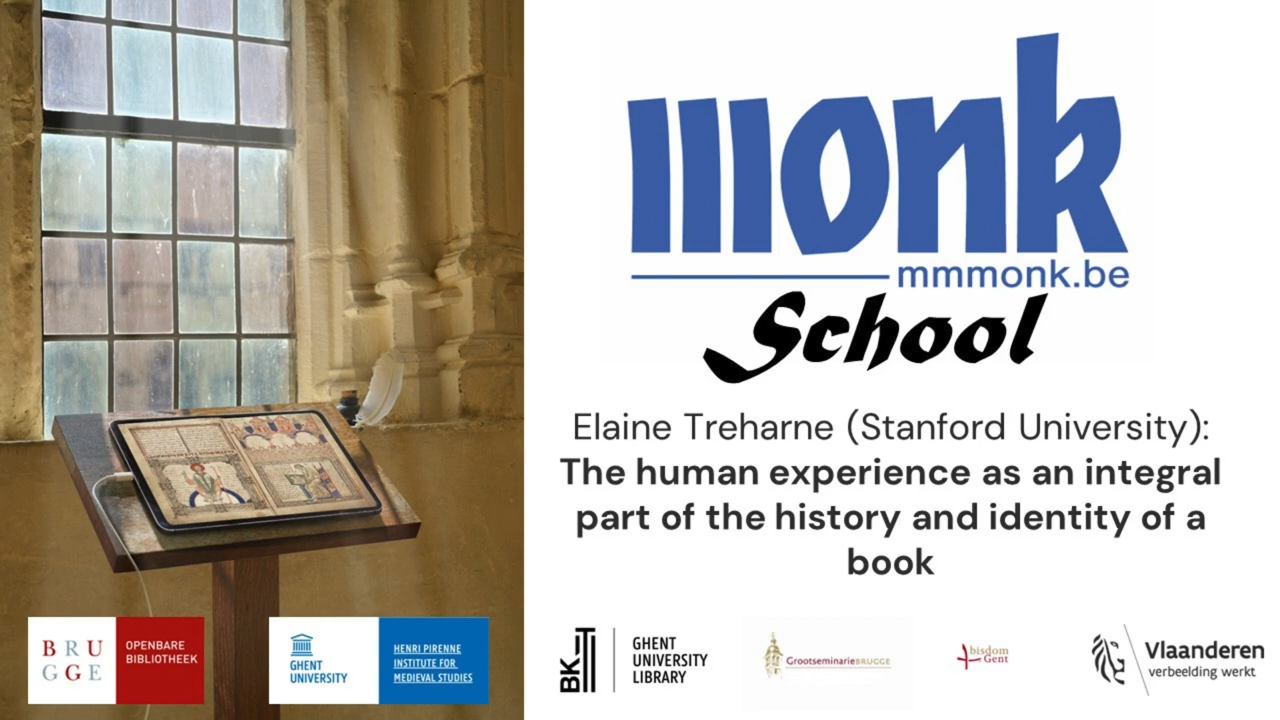 monk
mmmonk.be
School
Elaine Treharne (Stanford University):
The human experience as an integral
part of the history and identity of a
book
BRU
GGE
OPENBARE
BIBLIOTHEEK
GHENT
UNIVERSITY
HENRI PIRENNE
INSTITUTE FOR
MEDIEVAL STUDIES
BKT
GHENT
UNIVERSITY
LIBRARY
GrootseminarieBRUGGE
bisdom
Gent
Vlaanderen
verbeelding werkt